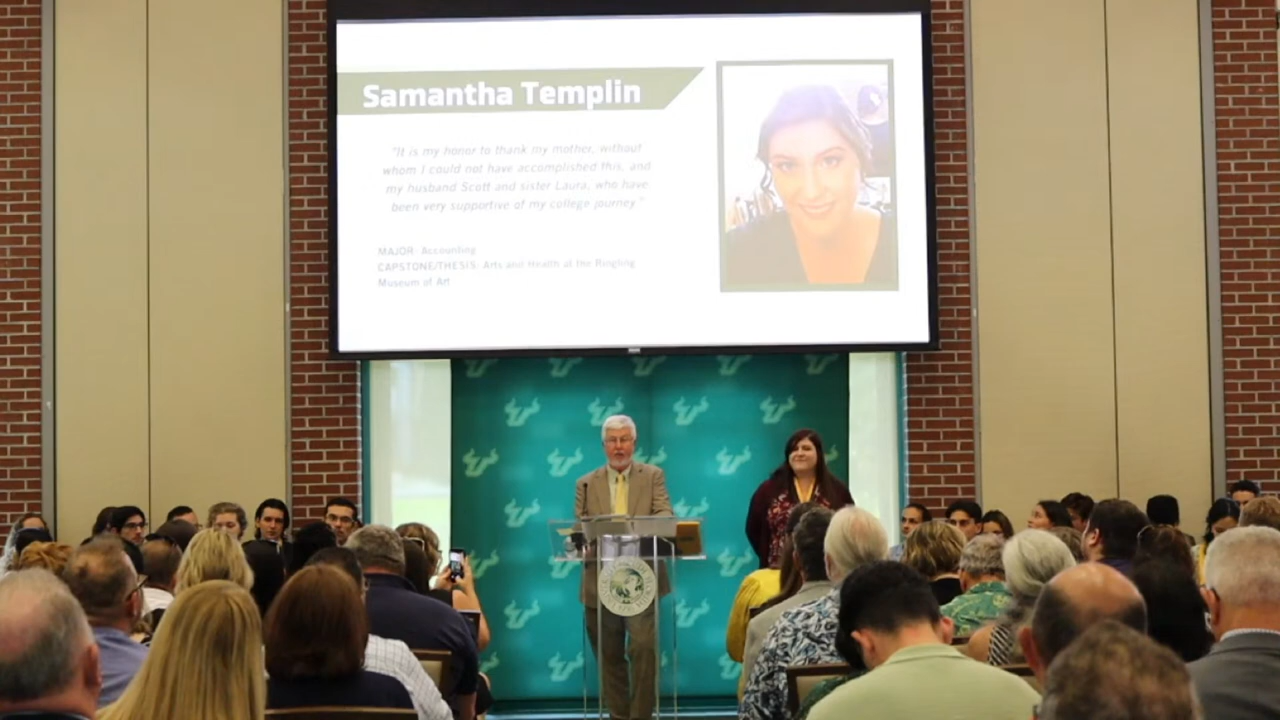 Samantha Templin
"It is my honor to thank my mother, without
whom I could not have accomplished this, and
my husband Scott and sister Laura, who have
been very supportive of my college journey."
MAJOR: Accounting
CAPSTONE/THESIS: Arts and Health at the Ringling
Museum of Art